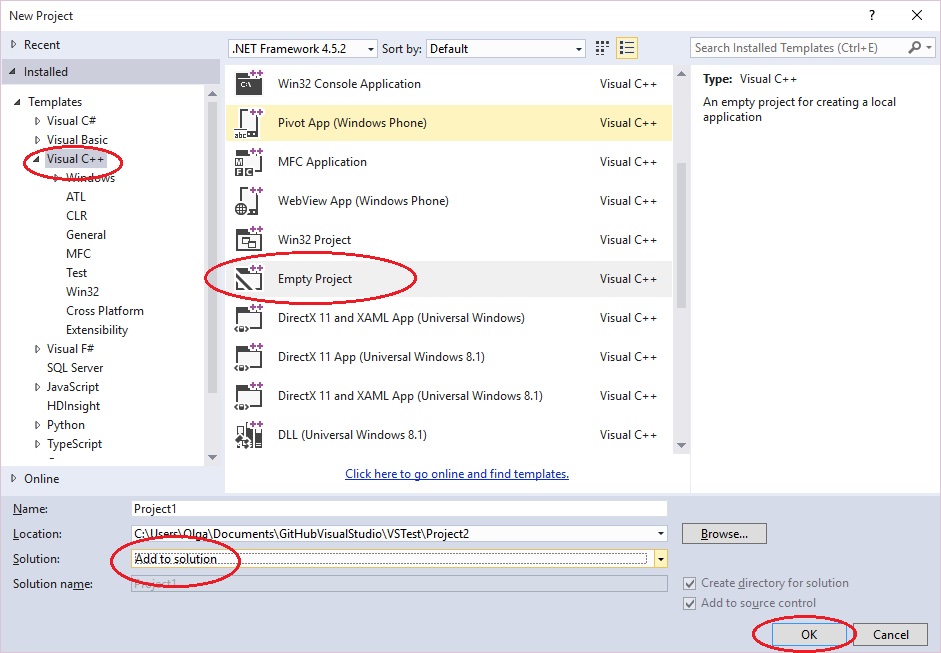 New Project
Recent
.NET Framework 4.5.2
Sort by:
Default
Search Installed Templates (Ctrl+E)
Installed
Templates
Visual C#
Visual Basic
Visual C++
Windows
ATL
CLR
General
MFC
Test
Win32
Cross Platform
Extensibility
Visual F#
SQL Server
JavaScript
HDInsight
Python
TypeScript
Online
Win32 Console Application Visual C++
Pivot App (Windows Phone) Visual C++
MFC Application Visual C++
WebView App (Windows Phone) Visual C++
Win32 Project Visual C++
Empty Project Visual C++
DirectX 11 and XAML App (Universal Windows) Visual C++
DirectX 11 App (Universal Windows 8.1) Visual C++
DirectX 11 and XAML App (Universal Windows 8.1) Visual C++
DLL (Universal Windows 8.1) Visual C++
Click here to go online and find templates.
Type: Visual C++
An empty project for creating a local
application
Name: Project1
Location: C:\Users\Olga\Documents\GitHubVisualStudio\VSTest\Project2
Browse...
Solution: Add to solution
Solution name: Project1
Create directory for solution
Add to source control
OK
Cancel